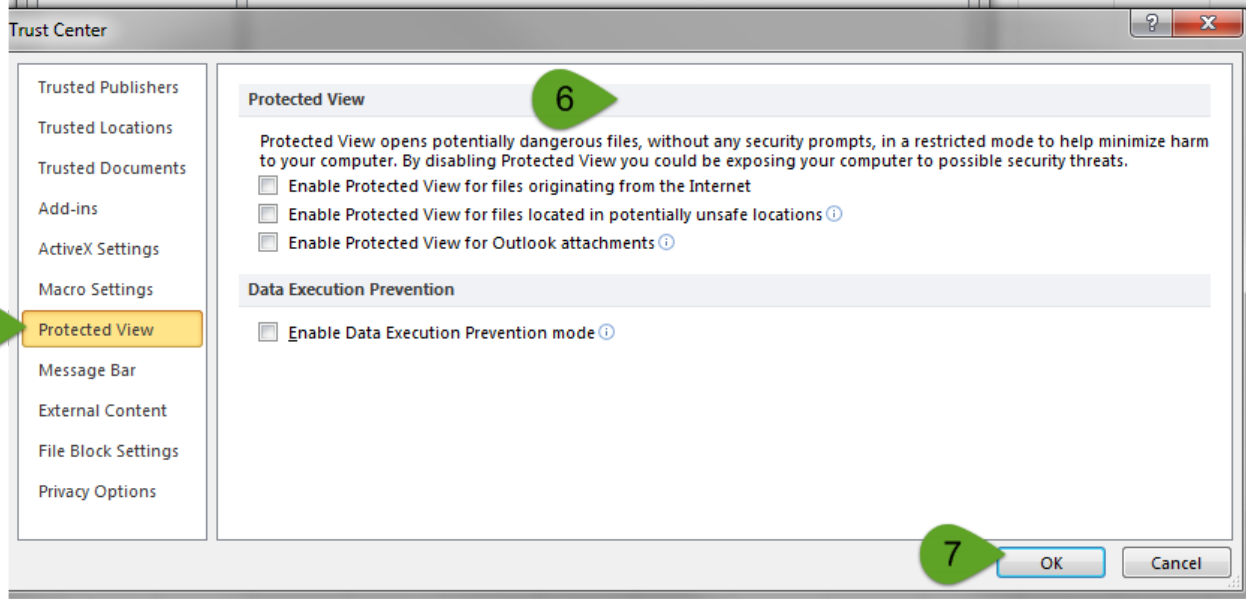 Trust Center
?
X
Trusted Publishers
Trusted Locations
Trusted Documents
Add-ins
ActiveX Settings
Macro Settings
Protected View
Message Bar
External Content
File Block Settings
Privacy Options
Protected View
6
Protected View opens potentially dangerous files, without any security prompts, in a restricted mode to help minimize harm
to your computer. By disabling Protected View you could be exposing your computer to possible security threats.
Enable Protected View for files originating from the Internet
Enable Protected View for files located in potentially unsafe locations
Enable Protected View for Outlook attachments
Data Execution Prevention
Enable Data Execution Prevention mode
7
OK
Cancel